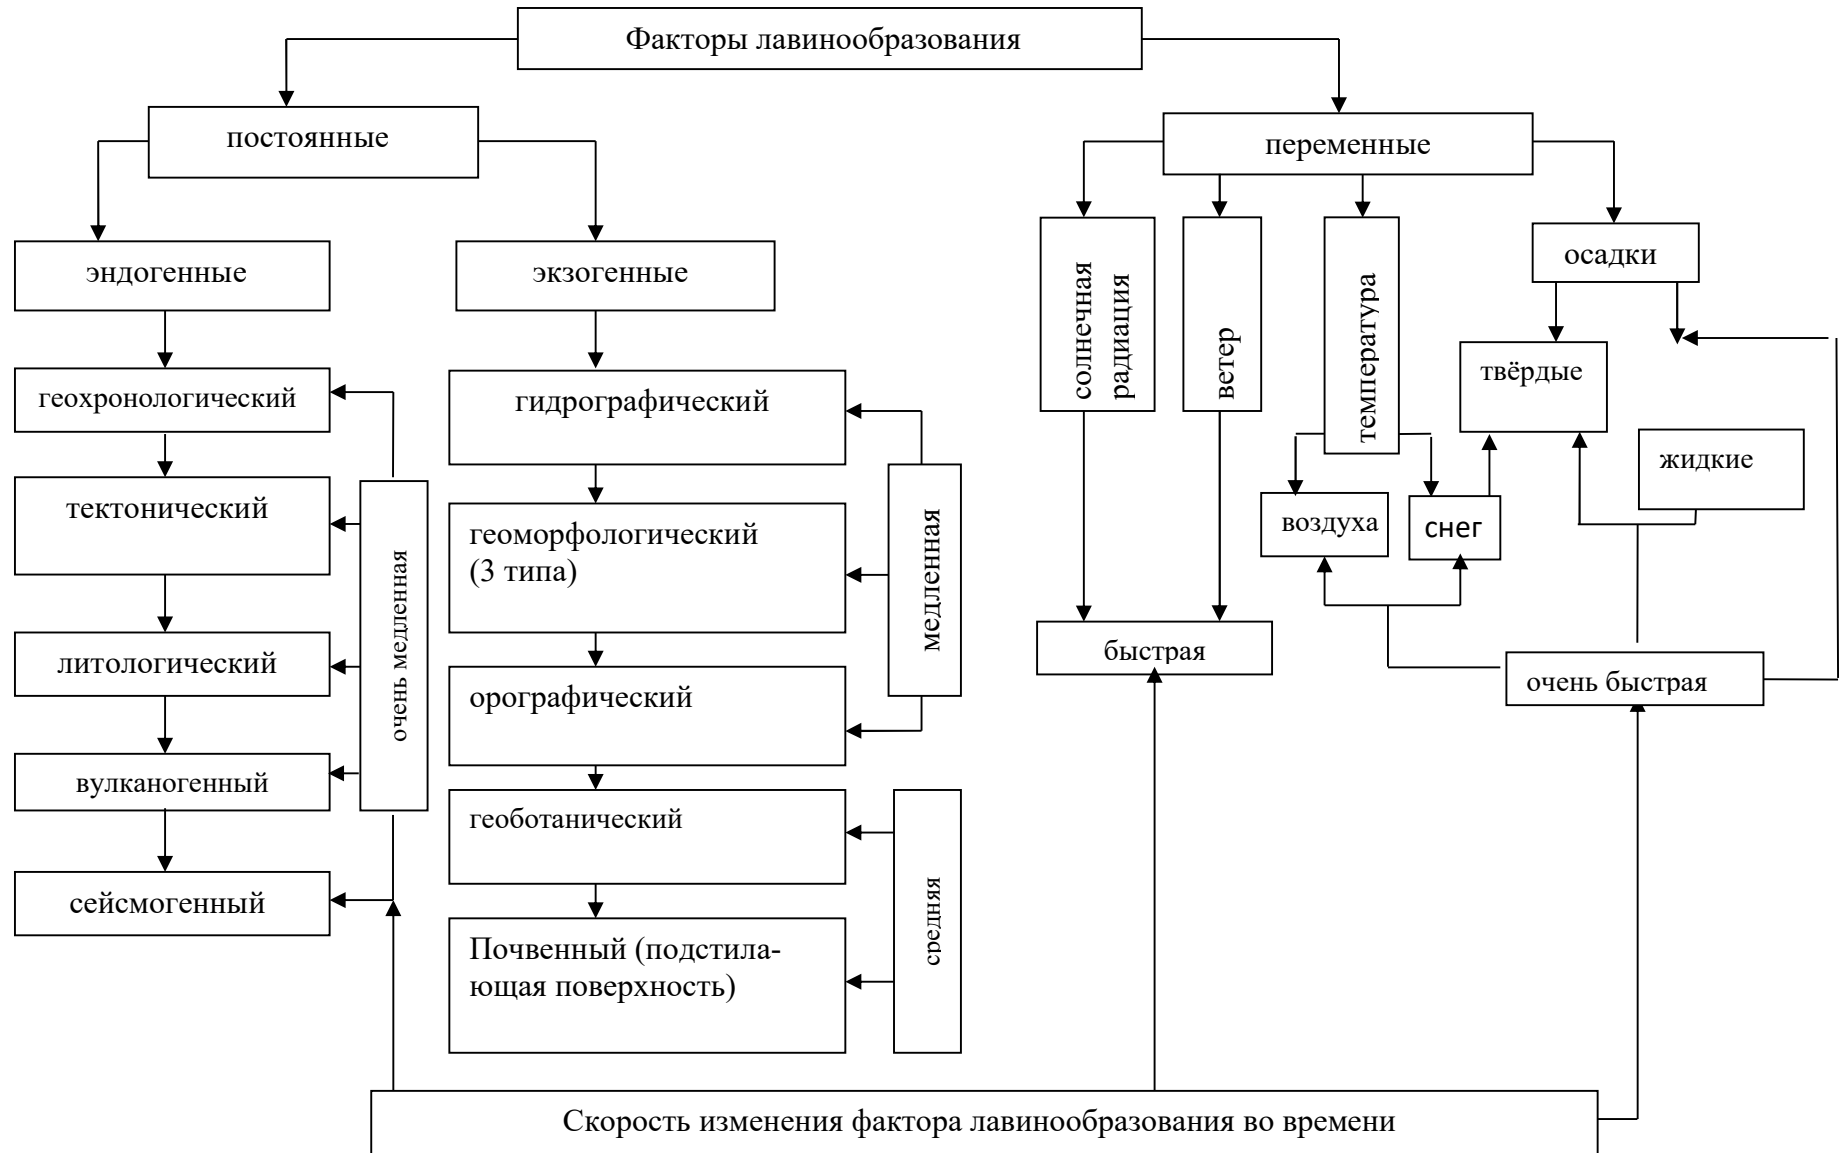 Факторы лавинообразования
постоянные
переменные
эндогенные
экзогенные
солнечная
радиация
ветер
температура
осадки
геохронологический
гидрографический
твёрдые
тектонический
геоморфологический
(3 типа)
жидкие
воздуха
снег
очень медленная
медленная
литологический
орографический
быстрая
очень быстрая
вулканогенный
геоботанический
сейсмогенный
средняя
Почвенный (подстила-
ющая поверхность)
Скорость изменения фактора лавинообразования во времени